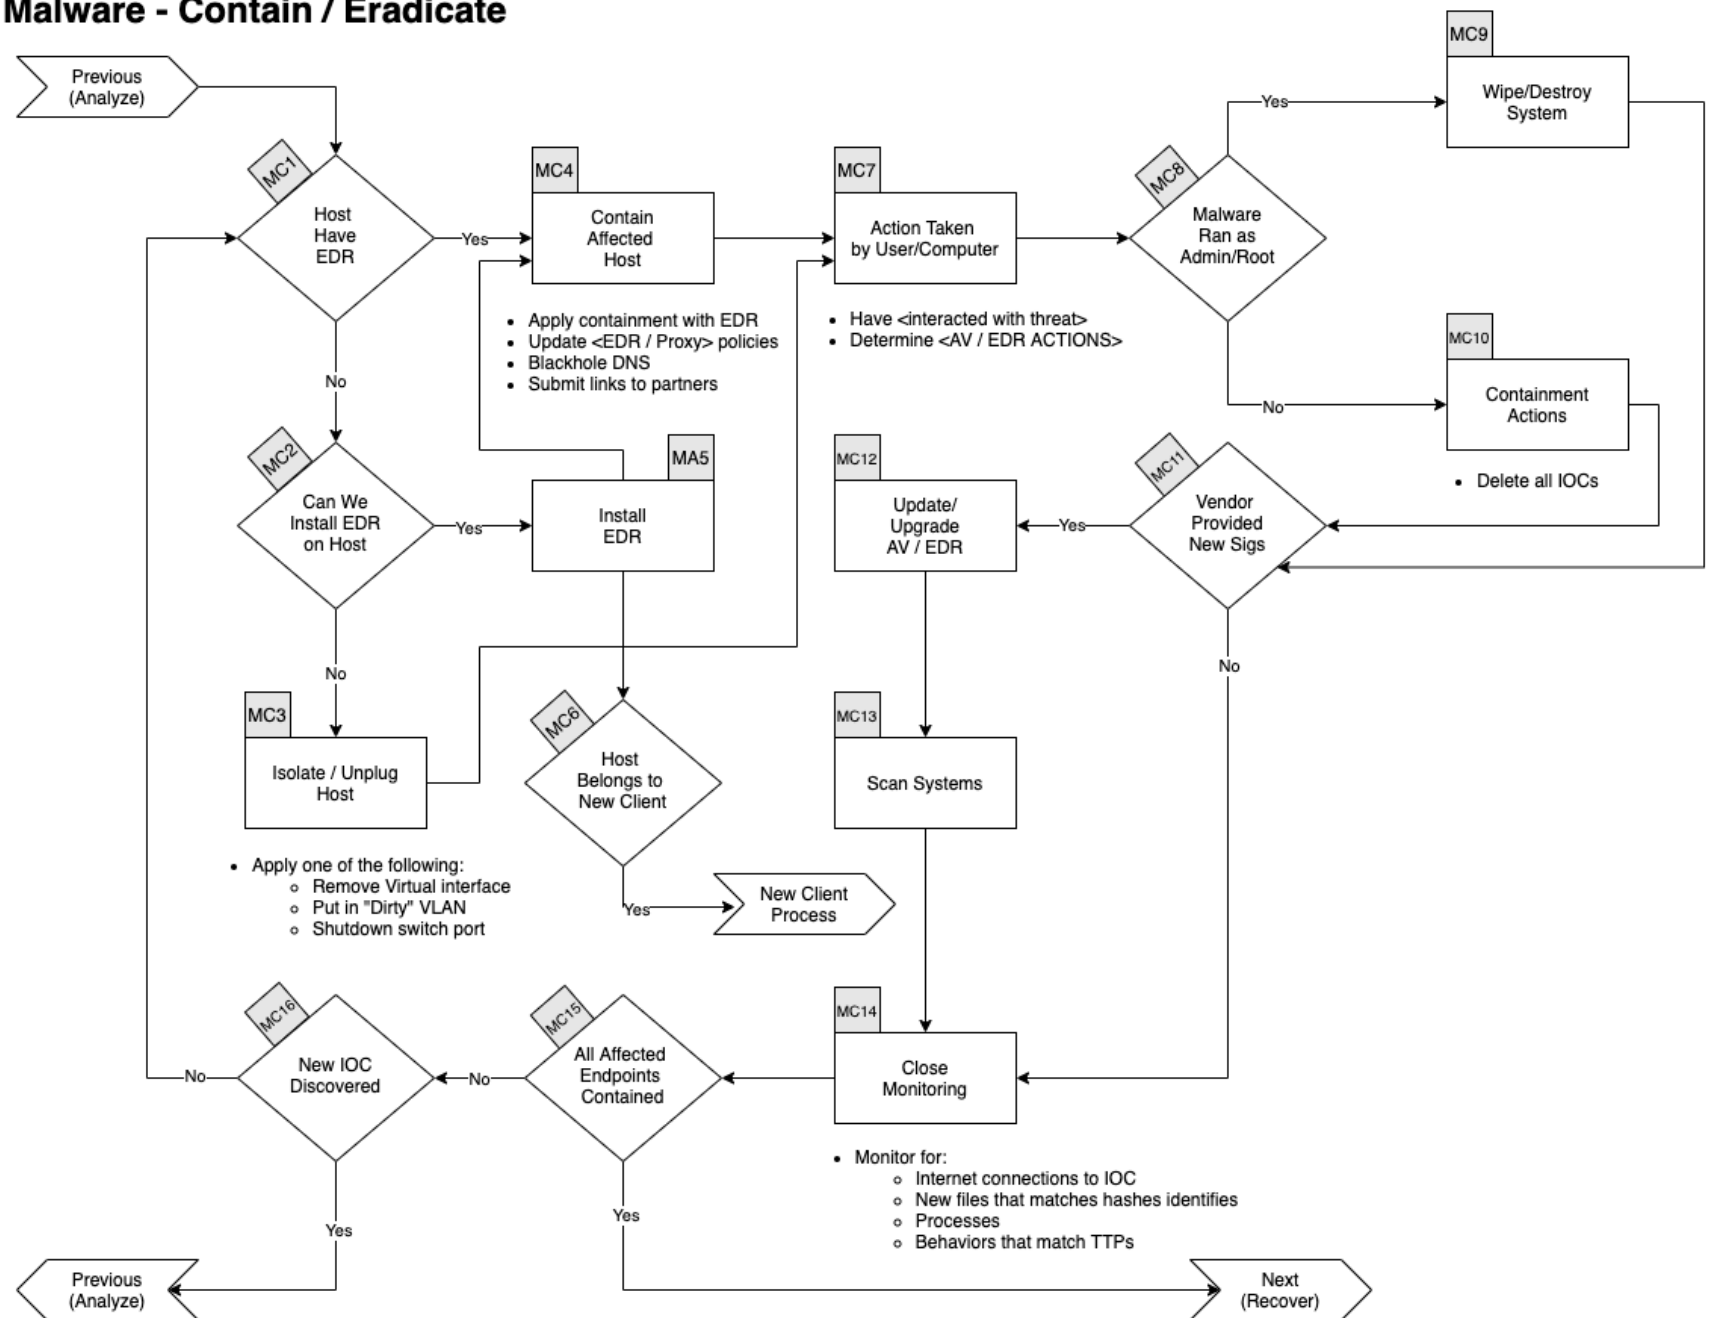 Malware - Contain / Eradicate
Previous
(Analyze)
MC1
Host
Have
EDR
Yes
No
MC4
Contain
Affected
Host
• Apply containment with EDR
• Update <EDR / Proxy> policies
• Blackhole DNS
• Submit links to partners
MC7
Action Taken
by User/Computer
• Have <interacted with threat>
• Determine <AV / EDR ACTIONS>
MC8
Malware
Ran as
Admin/Root
Yes
No
MC9
Wipe/Destroy
System
MC10
Containment
Actions
• Delete all IOCs
MC2
Can We
Install EDR
on Host
Yes
No
MA5
Install
EDR
MC12
Update/
Upgrade
AV / EDR
Yes
MC11
Vendor
Provided
New Sigs
No
MC3
Isolate / Unplug
Host
• Apply one of the following:
○ Remove Virtual interface
○ Put in "Dirty" VLAN
○ Shutdown switch port
MC6
Host
Belongs to
New Client
Yes
New Client
Process
MC13
Scan Systems
MC16
New IOC
Discovered
No
Yes
MC15
All Affected
Endpoints
Contained
No
Yes
MC14
Close
Monitoring
• Monitor for:
○ Internet connections to IOC
○ New files that matches hashes identifies
○ Processes
○ Behaviors that match TTPs
Previous
(Analyze)
Next
(Recover)